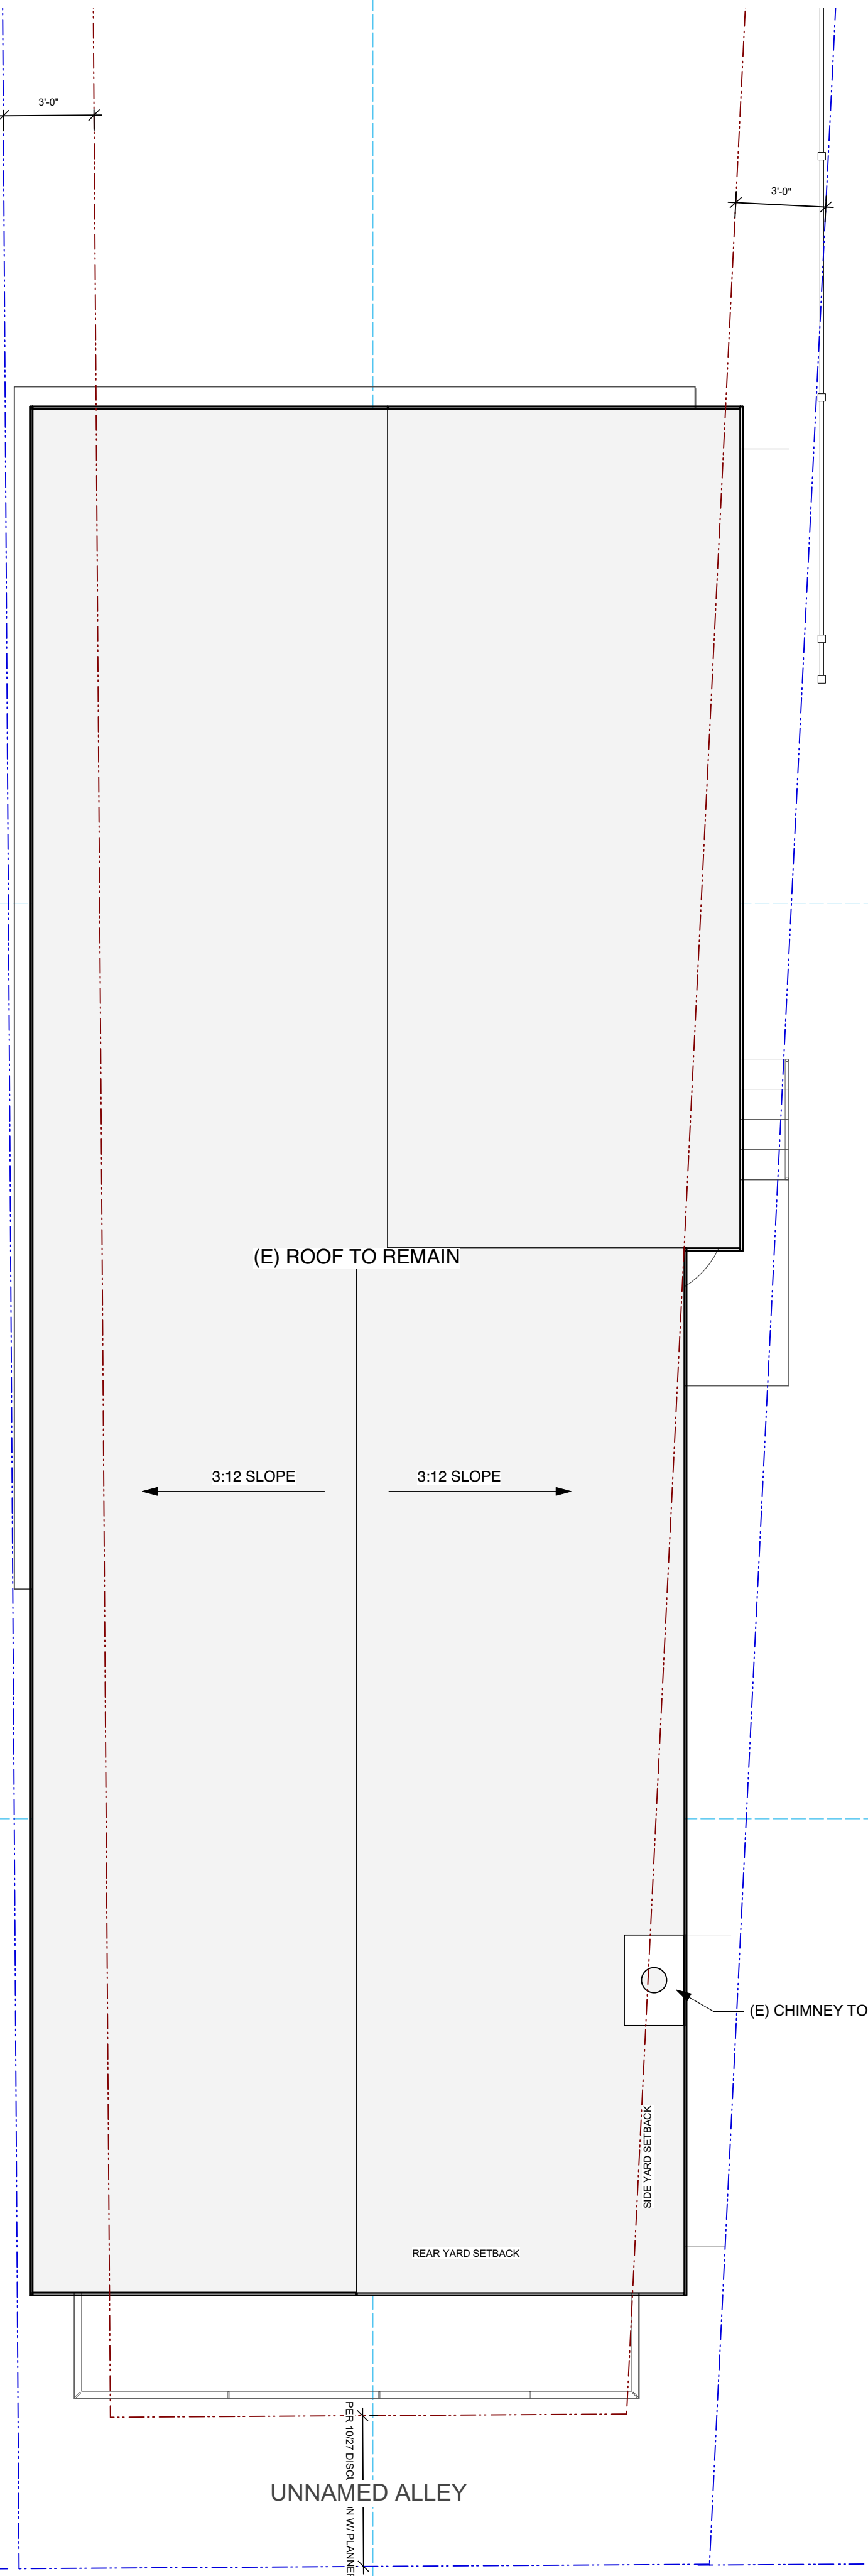 3'-0"
3'-0"
(E) ROOF TO REMAIN
3:12 SLOPE
3:12 SLOPE
(E) CHIMNEY TO
SIDE YARD SETBACK
REAR YARD SETBACK
PER 10/27
W/ PLANNE
UNNAMED ALLEY